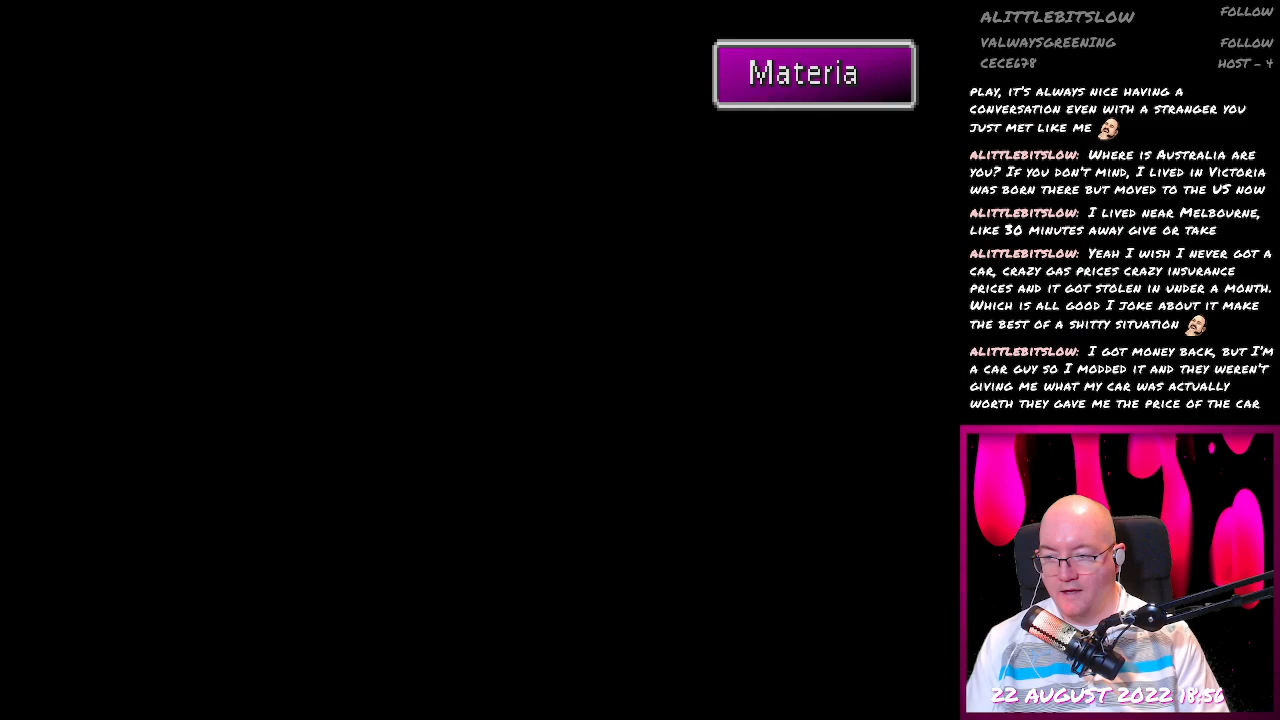 Materia
ALITTLEBITSLOW FOLLOW
VALWAYSGREENING FOLLOW
CECE678 HOST - 4
PLAY, IT'S ALWAYS NICE HAVING A
CONVERSATION EVEN WITH A STRANGER YOU
JUST MET LIKE ME
ALITTLEBITSLOW: WHERE IS AUSTRALIA ARE
YOU? IF YOU DON'T MIND, I LIVED IN VICTORIA
WAS BORN THERE BUT MOVED TO THE US NOW
ALITTLEBITSLOW: I LIVED NEAR MELBOURNE,
LIKE 30 MINUTES AWAY GIVE OR TAKE
ALITTLEBITSLOW: YEAH I WISH I NEVER GOT A
CAR, CRAZY GAS PRICES CRAZY INSURANCE
PRICES AND IT GOT STOLEN IN UNDER A MONTH.
WHICH IS ALL GOOD I JOKE ABOUT IT MAKE
THE BEST OF A SHITTY SITUATION
ALITTLEBITSLOW: I GOT MONEY BACK, BUT I'M
A CAR GUY SO I MODDED IT AND THEY WEREN'T
GIVING ME WHAT MY CAR WAS ACTUALLY
WORTH THEY GAVE ME THE PRICE OF THE CAR
22 AUGUST 2022 18:56